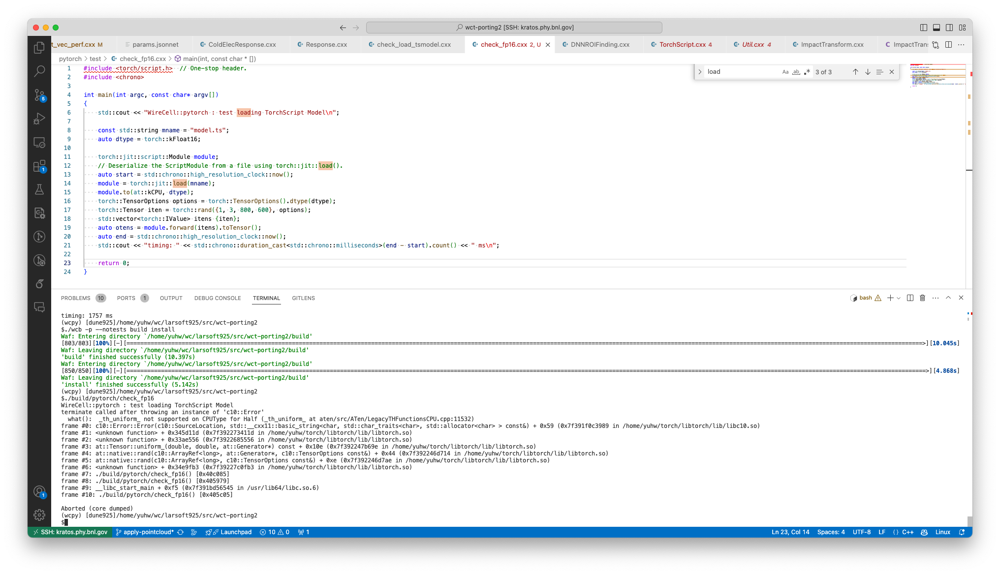 wct-porting2 [SSH: kratos.phy.bnl.gov]
t_vec_perf.cxx M
params.jsonnet
ColdElecResponse.cxx
Response.cxx
check_load_tsmodel.cxx
check_fp16.cxx 2, U
DNNROIFinding.cxx
TorchScript.cxx 4
Util.cxx 4
ImpactTransform.cxx
ImpactTrans
pytorch > test > check_fp16.cxx > main(int, const char * [])
load
Aa ab 3 of 3
1 #include <torch/script.h> // One-stop header.
2 #include <chrono>
3
4 int main(int argc, const char* argv[])
5 {
6 std::cout << "WireCell::pytorch : test loading TorchScript Model\n";
7
8 const std::string mname = "model.ts";
9 auto dtype = torch::kFloat16;
10
11 torch::jit::script::Module module;
12 // Deserialize the ScriptModule from a file using torch::jit::load().
13 auto start = std::chrono::high_resolution_clock::now();
14 module = torch::jit::load(mname);
15 module.to(at::kCPU, dtype);
16 torch::TensorOptions options = torch::TensorOptions().dtype(dtype);
17 torch::Tensor iten = torch::rand({1, 3, 800, 600}, options);
18 std::vector<torch::IValue> itens {iten};
19 auto otens = module.forward(itens).toTensor();
20 auto end = std::chrono::high_resolution_clock::now();
21 std::cout << "timing: " << std::chrono::duration_cast<std::chrono::milliseconds>(end - start).count() << " ms\n";
22
23 return 0;
24 }
5
1
1
PROBLEMS 10 PORTS 1 OUTPUT DEBUG CONSOLE TERMINAL GITLENS
bash
timing: 1757 ms
(wcpy) [dune925]/home/yuhw/wc/larsoft925/src/wct-porting2
$./wcb -p --notests build install
Waf: Entering directory `/home/yuhw/wc/larsoft925/src/wct-porting2/build'
[803/803][100%][-][=====>][10.045s]
Waf: Leaving directory `/home/yuhw/wc/larsoft925/src/wct-porting2/build'
'build' finished successfully (10.397s)
Waf: Entering directory `/home/yuhw/wc/larsoft925/src/wct-porting2/build'
[850/850][100%][-][=====>][4.868s]
Waf: Leaving directory `/home/yuhw/wc/larsoft925/src/wct-porting2/build'
'install' finished successfully (5.142s)
(wcpy) [dune925]/home/yuhw/wc/larsoft925/src/wct-porting2
$./build/pytorch/check_fp16
WireCell::pytorch : test loading TorchScript Model
terminate called after throwing an instance of 'c10::Error'
what():  _th_uniform_ not supported on CPUType for Half (_th_uniform_ at aten/src/ATen/LegacyTHFunctionsCPU.cpp:11532)
frame #0: c10::Error::Error(c10::SourceLocation, std::__cxx11::basic_string<char, std::char_traits<char>, std::allocator<char> > const&) + 0x59 (0x7f391f0c3989 in /home/yuhw/torch/libtorch/lib/libc10.so)
frame #1: <unknown function> + 0x345d11d (0x7f392273411d in /home/yuhw/torch/libtorch/lib/libtorch.so)
frame #2: <unknown function> + 0x33ae556 (0x7f3922685556 in /home/yuhw/torch/libtorch/lib/libtorch.so)
frame #3: at::Tensor::uniform_(double, double, at::Generator*) const + 0x10e (0x7f392247b69e in /home/yuhw/torch/libtorch/lib/libtorch.so)
frame #4: at::native::rand(c10::ArrayRef<long>, at::Generator*, c10::TensorOptions const&) + 0x44 (0x7f392246d714 in /home/yuhw/torch/libtorch/lib/libtorch.so)
frame #5: at::native::rand(c10::ArrayRef<long>, c10::TensorOptions const&) + 0xe (0x7f392246d7ae in /home/yuhw/torch/libtorch/lib/libtorch.so)
frame #6: <unknown function> + 0x34e9fb3 (0x7f39227c0fb3 in /home/yuhw/torch/libtorch/lib/libtorch.so)
frame #7: ./build/pytorch/check_fp16() [0x40c085]
frame #8: ./build/pytorch/check_fp16() [0x405979]
frame #9: __libc_start_main + 0xf5 (0x7f391bd56545 in /usr/lib64/libc.so.6)
frame #10: ./build/pytorch/check_fp16() [0x405c05]
Aborted (core dumped)
(wcpy) [dune925]/home/yuhw/wc/larsoft925/src/wct-porting2
$
SSH: kratos.phy.bnl.gov apply-pointcloud* Launchpad 10 0 1 Ln 23, Col 14 Spaces: 4 UTF-8 LF {} C++ Linux